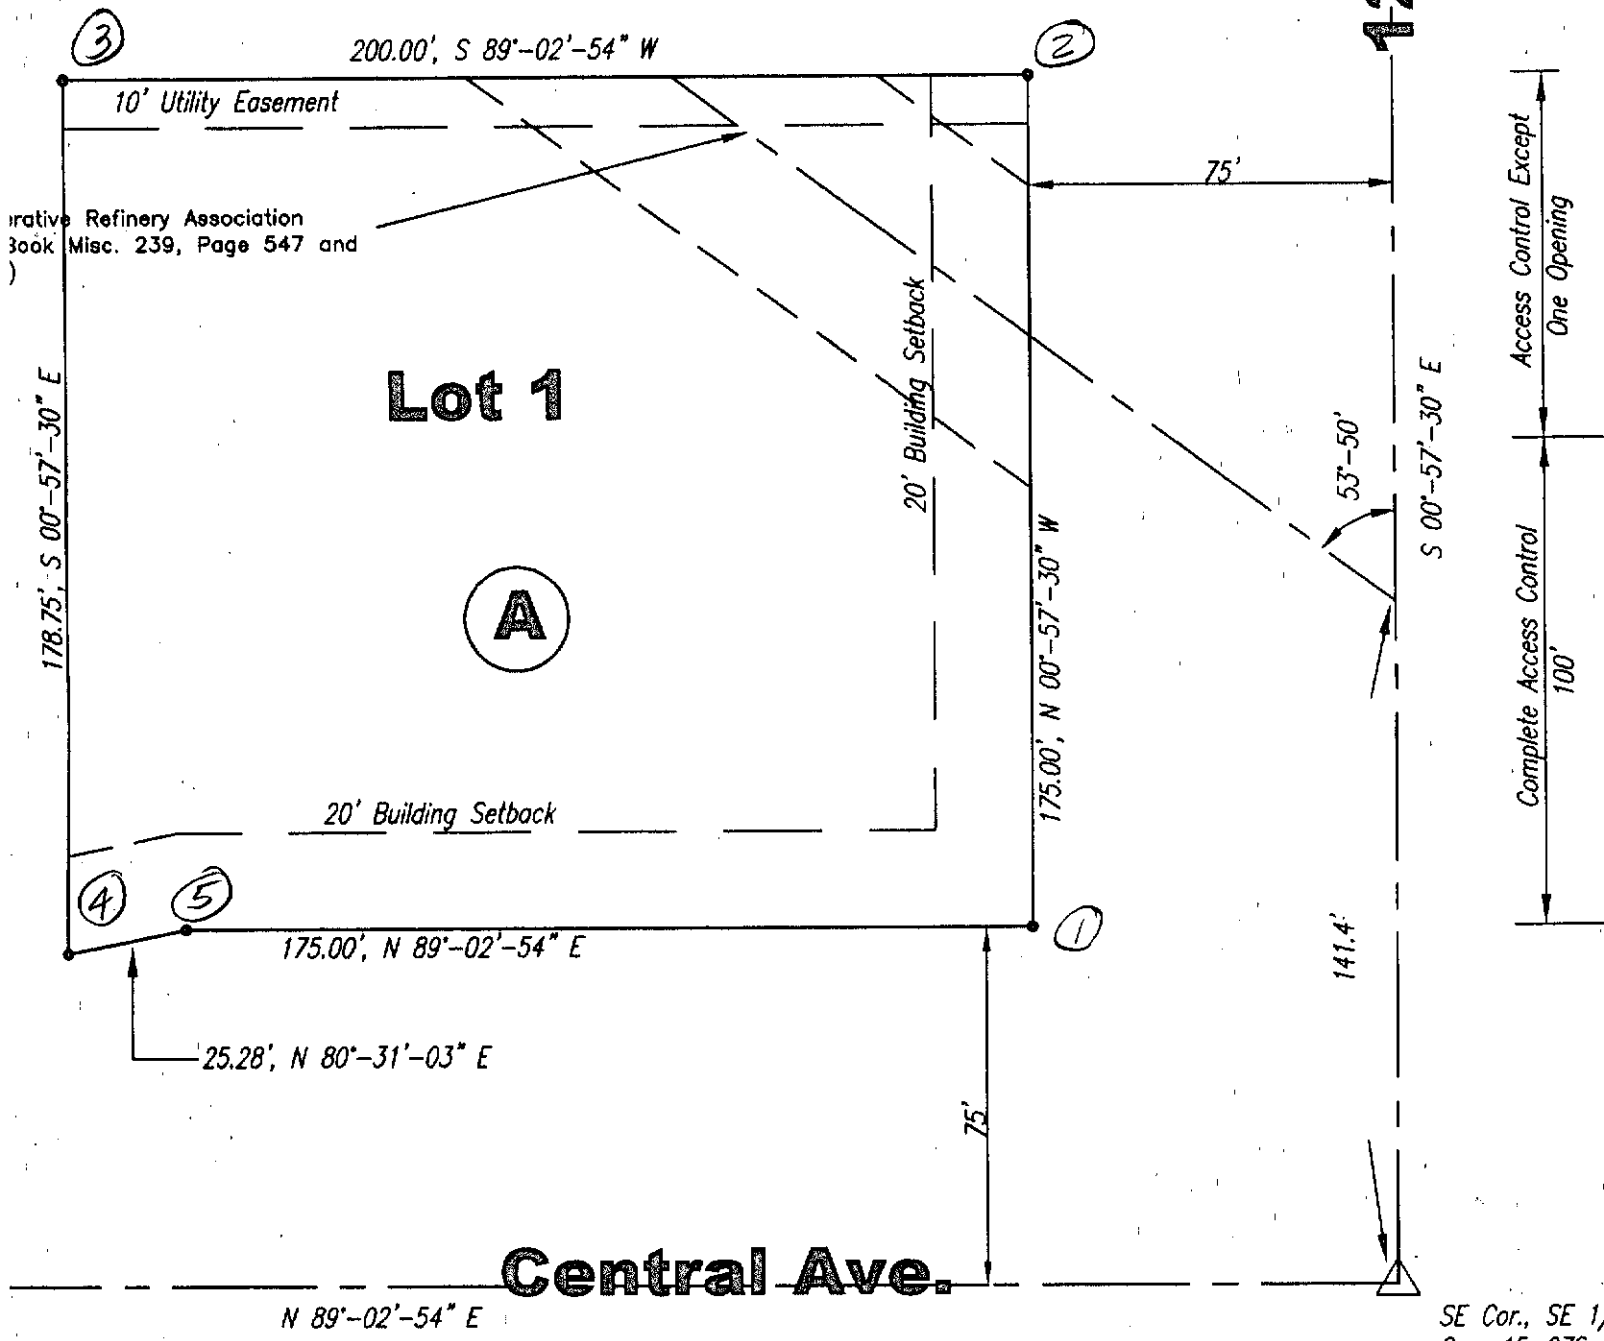 3
200.00', S 89°-02'-54" W
2
12
10' Utility Easement
75'
Access Control Except
One Opening
Refinery Association
Book Misc. 239, Page 547 and
)
20' Building Setback
Lot 1
178.75', S 00°-57'-30" E
53°-50'
S 00°-57'-30" E
A
175.00', N 00°-57'-30" W
Complete Access Control
100'
20' Building Setback
4
5
1
175.00', N 89°-02'-54" E
141.4'
25.28', N 80°-31'-03" E
75'
Central Ave.
N 89°-02'-54" E
SE Cor., SE 1/